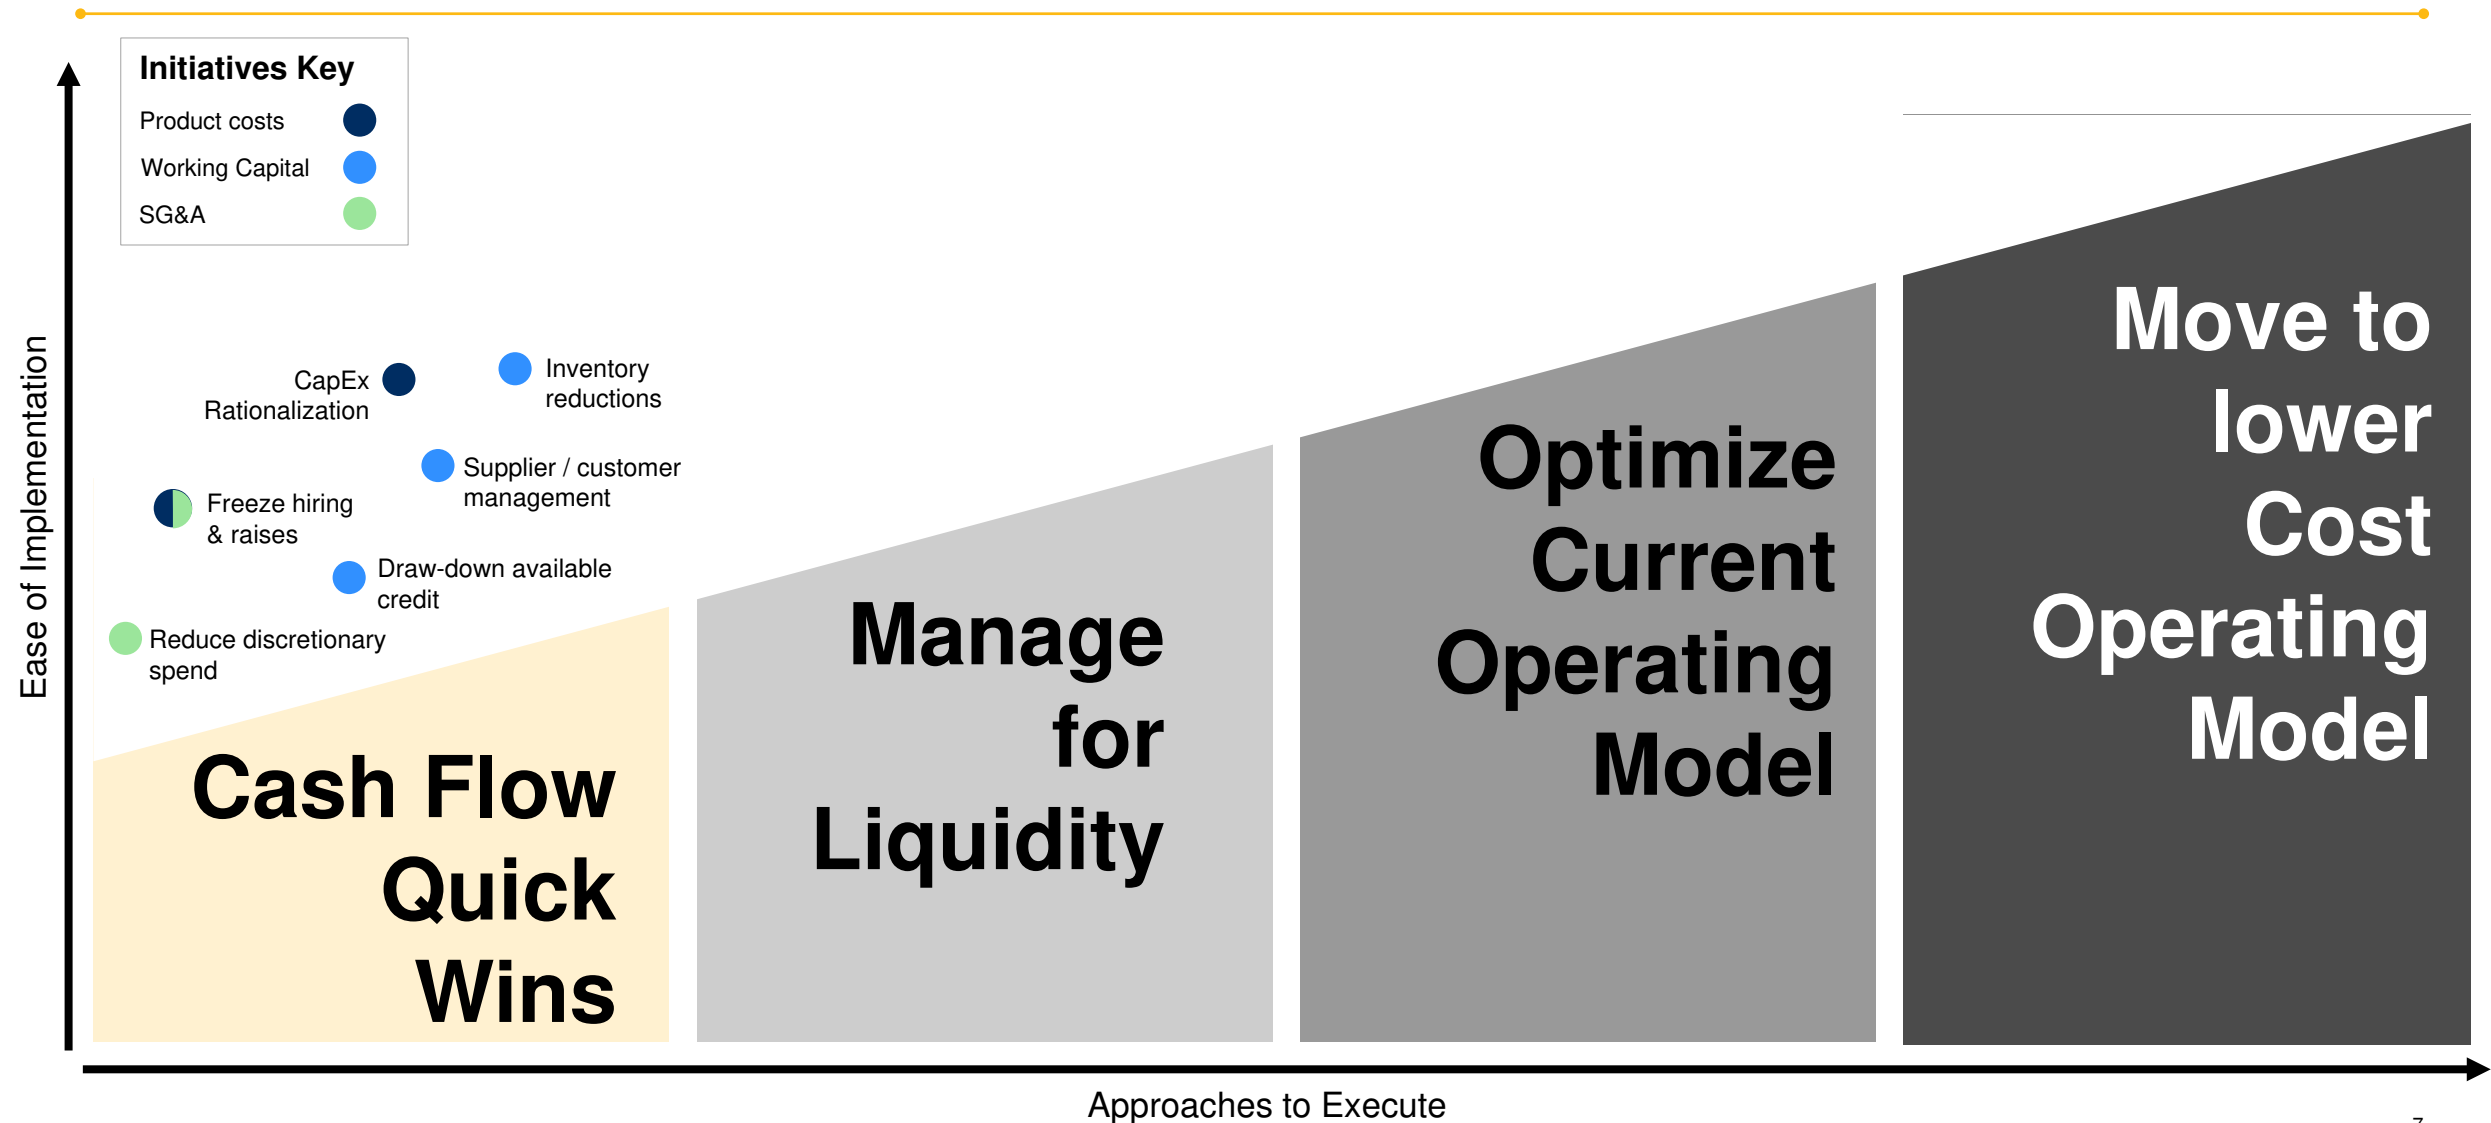 Initiatives Key
Product costs
Working Capital
SG&A
Ease of Implementation
CapEx
Rationalization
Inventory
reductions
Supplier / customer
management
Freeze hiring
& raises
Draw-down available
credit
Reduce discretionary
spend
Cash Flow
Quick
Wins
Manage
for
Liquidity
Optimize
Current
Operating
Model
Move to
lower
Cost
Operating
Model
Approaches to Execute
7